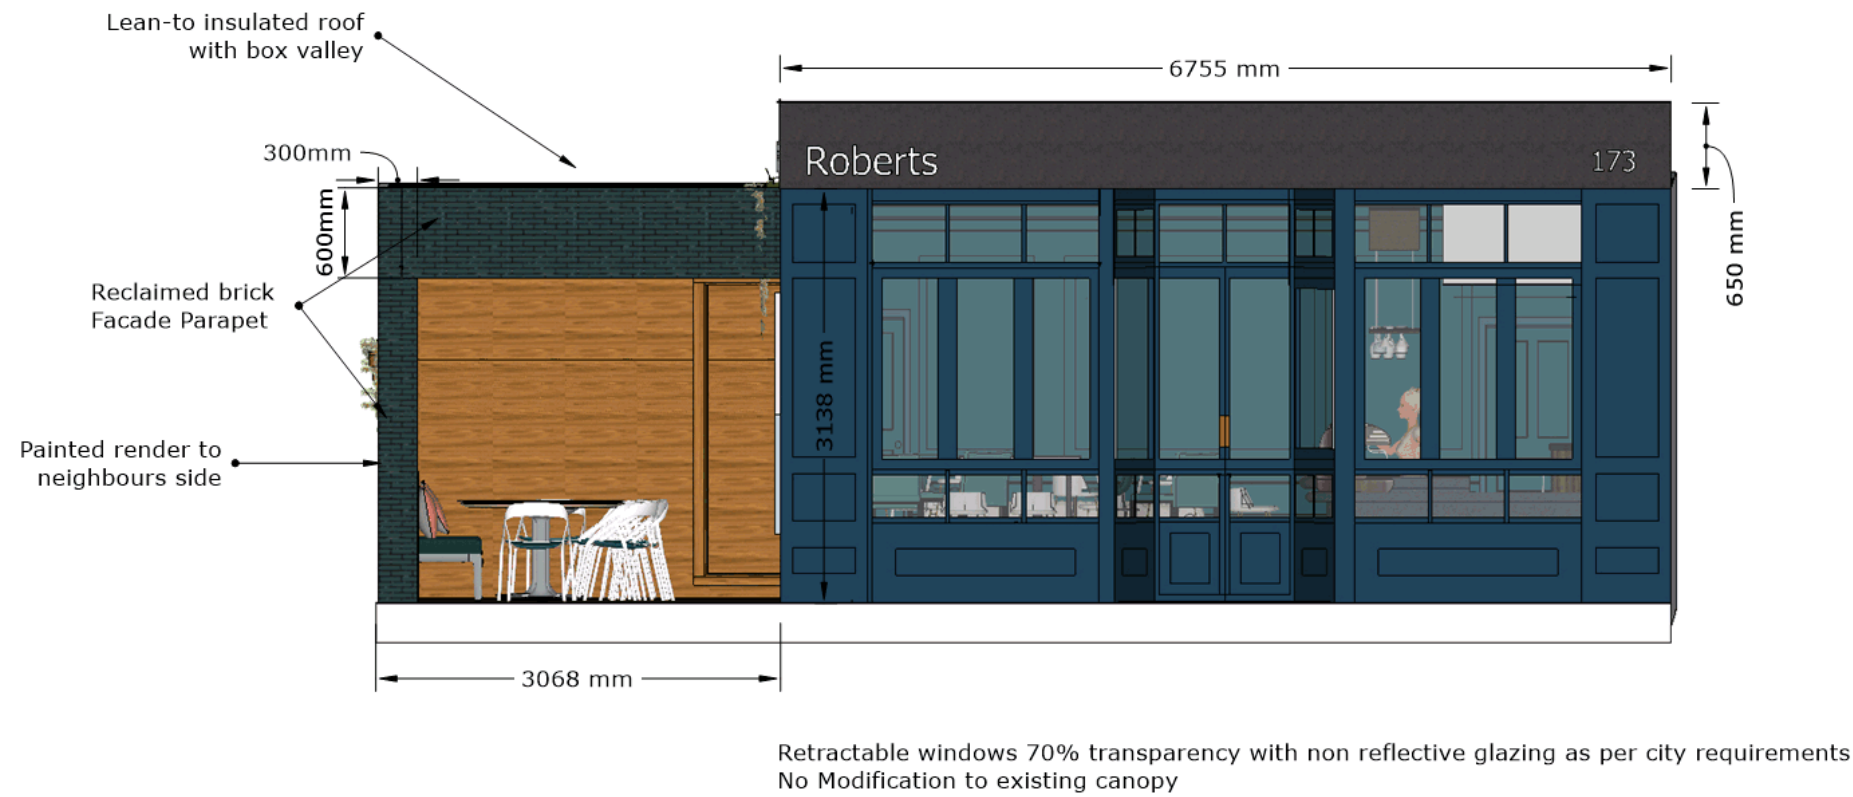 Lean-to insulated roof
with box valley
6755 mm
300mm
Roberts
173
600mm
650 mm
Reclaimed brick
Facade Parapet
3138 mm
Painted render to
neighbours side
3068 mm
Retractable windows 70% transparency with non reflective glazing as per city requirements
No Modification to existing canopy